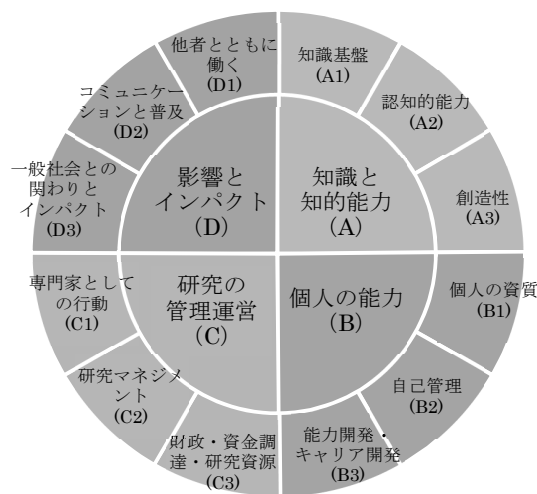 知識基盤
(A1)
認知的能力
(A2)
創造性
(A3)
個人の資質
(B1)
自己管理
(B2)
能力開発・
キャリア開発
(B3)
財政・資金調
達・研究資源
(C3)
研究マネジメ
ント
(C2)
専門家として
の行動
(C1)
一般社会との
関わりと
インパクト
(D3)
コミュニケー
ションと普及
(D2)
他者とともに
働く
(D1)
影響と
インパクト
(D)
知識と
知的能力
(A)
研究の
管理運営
(C)
個人の能力
(B)